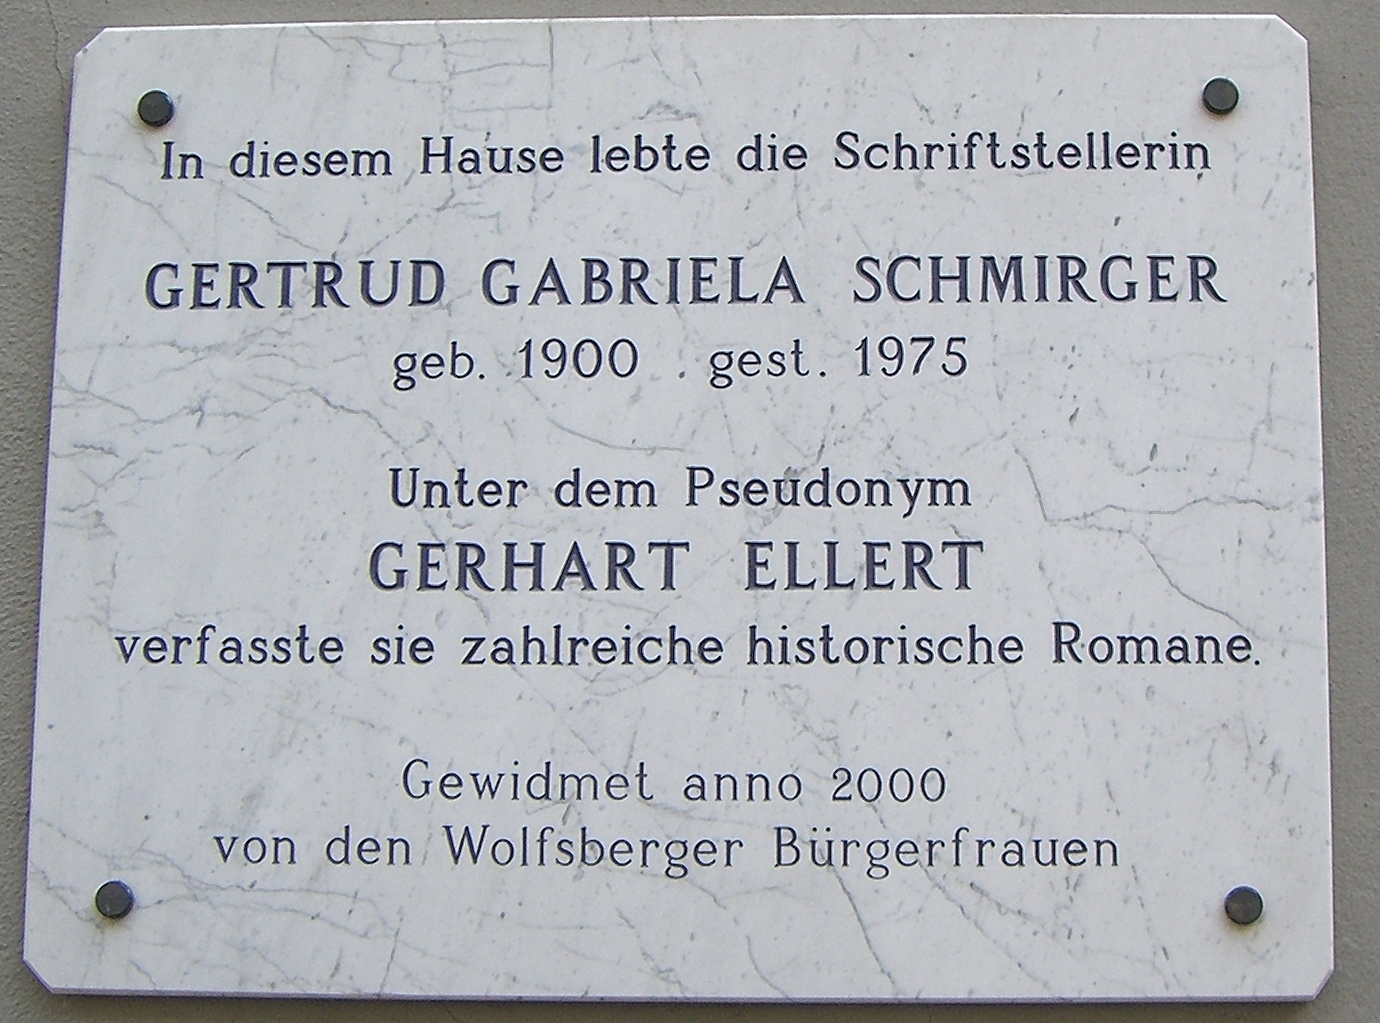 In diesem Hause lebte die Schriftstellerin
GERTRUD GABRIELA SCHMIRGER
geb. 1900 gest. 1975
Unter dem Pseudonym
GERHART ELLERT
verfasste sie zahlreiche historische Romane.
Gewidmet anno 2000
von den Wolfsberger Bürgerfrauen